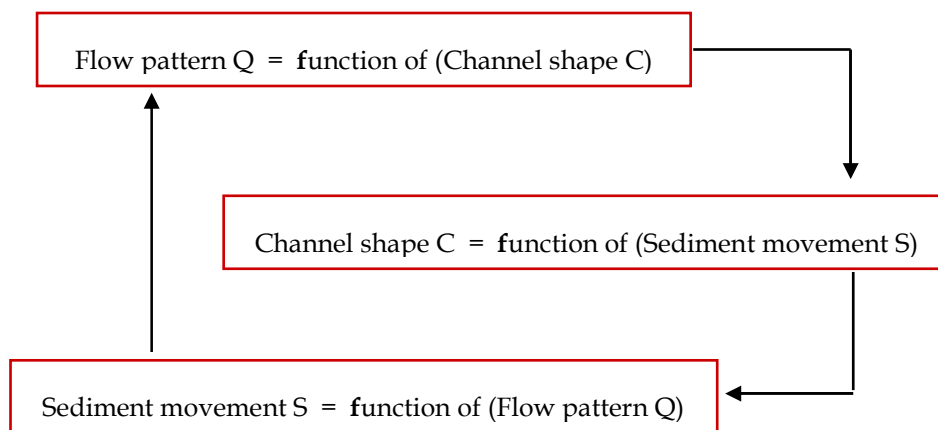 Flow pattern Q = function of (Channel shape C)
Channel shape C = function of (Sediment movement S)
Sediment movement S = function of (Flow pattern Q)